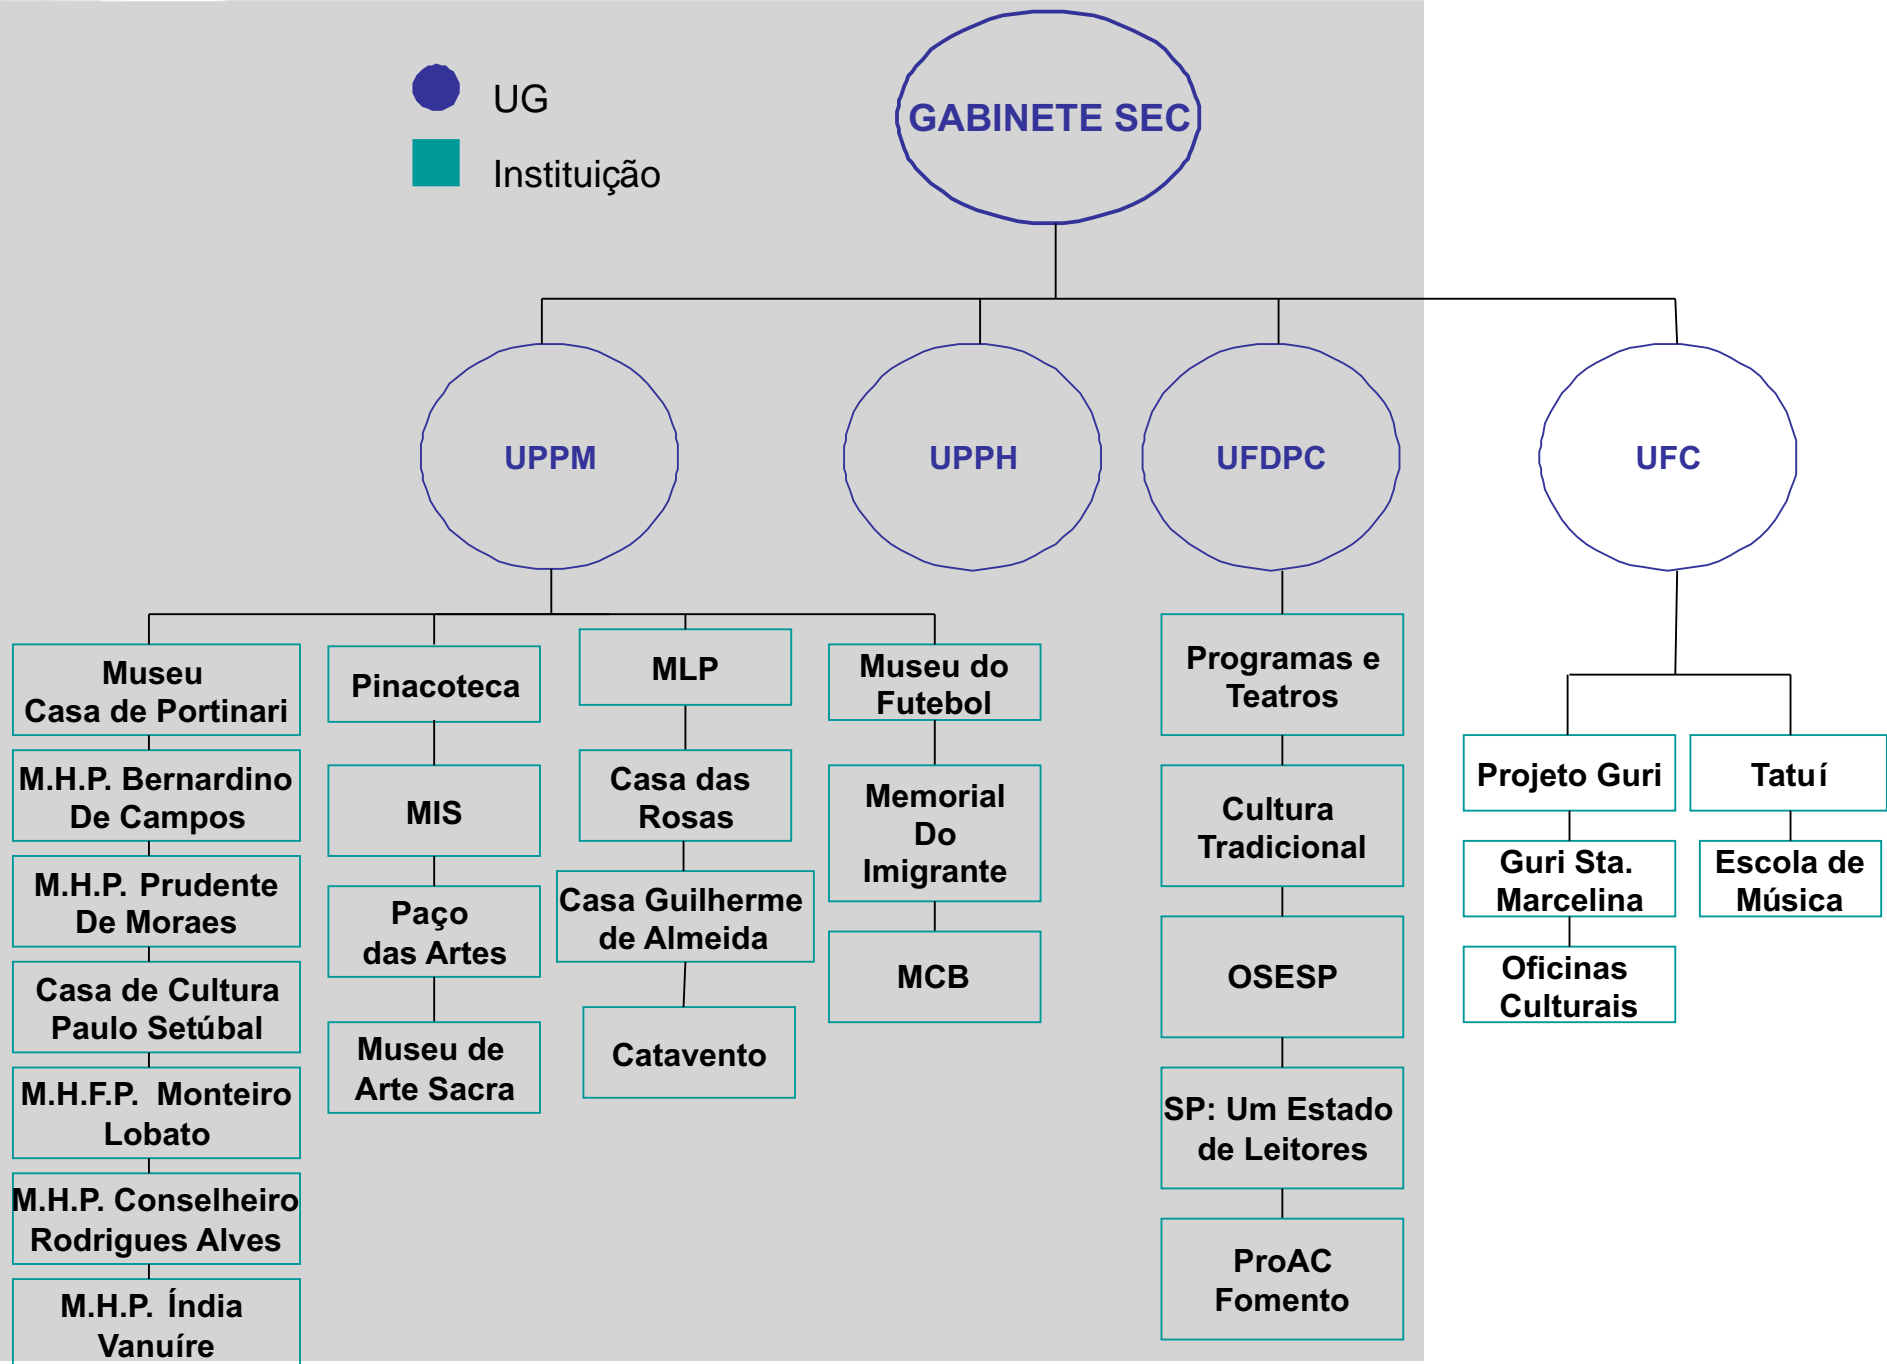 UG
Instituição
GABINETE SEC
UPPM
UPPH
UFDPC
UFC
Museu
Casa de Portinari
M.H.P. Bernardino
De Campos
M.H.P. Prudente
De Moraes
Casa de Cultura
Paulo Setúbal
M.H.F.P. Monteiro
Lobato
M.H.P. Conselheiro
Rodrigues Alves
M.H.P. Índia
Vanuíre
Pinacoteca
MIS
Paço
das Artes
Museu de
Arte Sacra
MLP
Casa das
Rosas
Casa Guilherme
de Almeida
Catavento
Museu do
Futebol
Memorial
Do
Imigrante
MCB
Programas e
Teatros
Cultura
Tradicional
OSESP
SP: Um Estado
de Leitores
ProAC
Fomento
Projeto Guri
Guri Sta.
Marcelina
Oficinas
Culturais
Tatuí
Escola de
Música